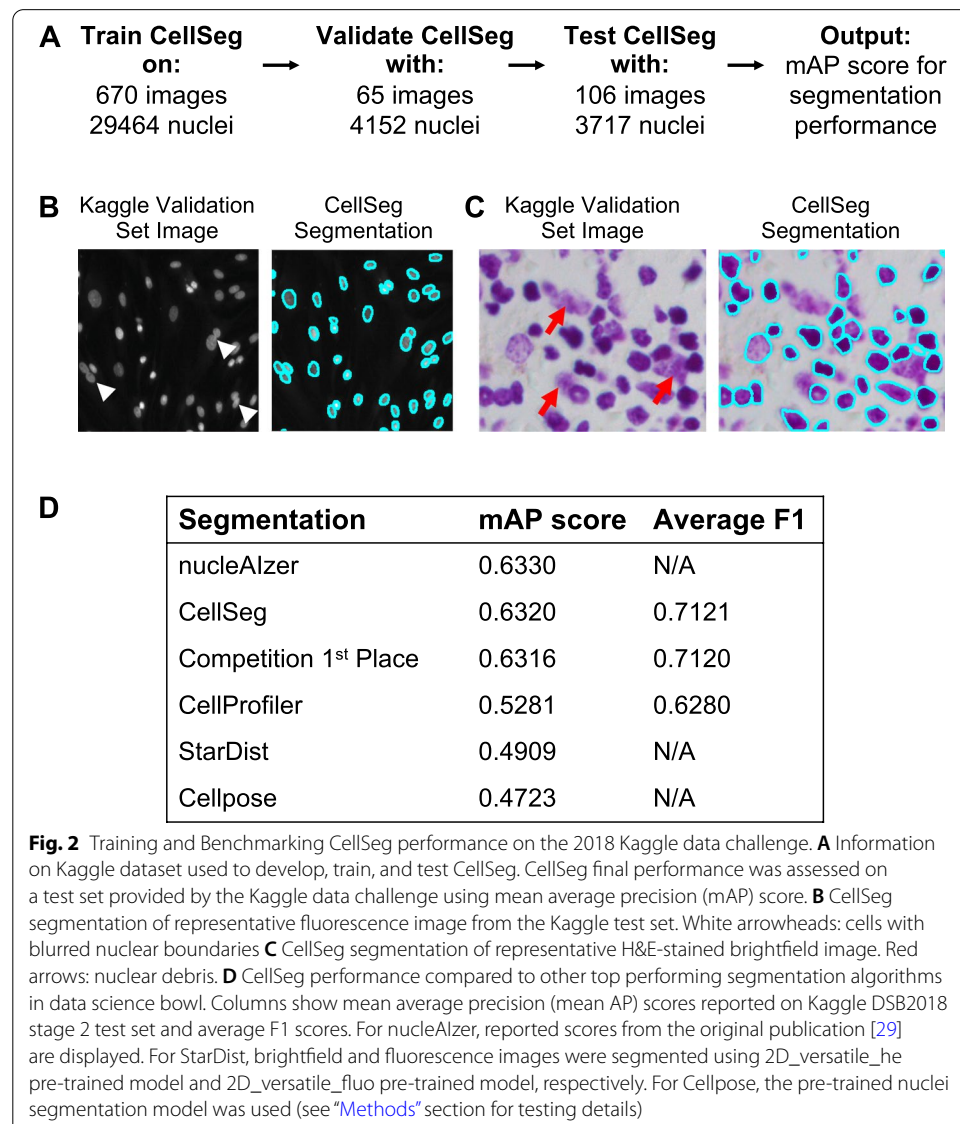 A
Train CellSeg on:
670 images
29464 nuclei
Validate CellSeg with:
65 images
4152 nuclei
Test CellSeg with:
106 images
3717 nuclei
Output:
mAP score for
segmentation
performance
B
Kaggle Validation
Set Image
CellSeg
Segmentation
C
Kaggle Validation
Set Image
CellSeg
Segmentation
D
Segmentation mAP score Average F1
nucleAIzer 0.6330 N/A
CellSeg 0.6320 0.7121
Competition 1st Place 0.6316 0.7120
CellProfiler 0.5281 0.6280
StarDist 0.4909 N/A
Cellpose 0.4723 N/A
Fig. 2 Training and Benchmarking CellSeg performance on the 2018 Kaggle data challenge. A Information
on Kaggle dataset used to develop, train, and test CellSeg. CellSeg final performance was assessed on
a test set provided by the Kaggle data challenge using mean average precision (mAP) score. B CellSeg
segmentation of representative fluorescence image from the Kaggle test set. White arrowheads: cells with
blurred nuclear boundaries C CellSeg segmentation of representative H&E-stained brightfield image. Red
arrows: nuclear debris. D CellSeg performance compared to other top performing segmentation algorithms
in data science bowl. Columns show mean average precision (mean AP) scores reported on Kaggle DSB2018
stage 2 test set and average F1 scores. For nucleAIzer, reported scores from the original publication [29]
are displayed. For StarDist, brightfield and fluorescence images were segmented using 2D_versatile_he
pre-trained model and 2D_versatile_fluo pre-trained model, respectively. For Cellpose, the pre-trained nuclei
segmentation model was used (see "Methods" section for testing details)